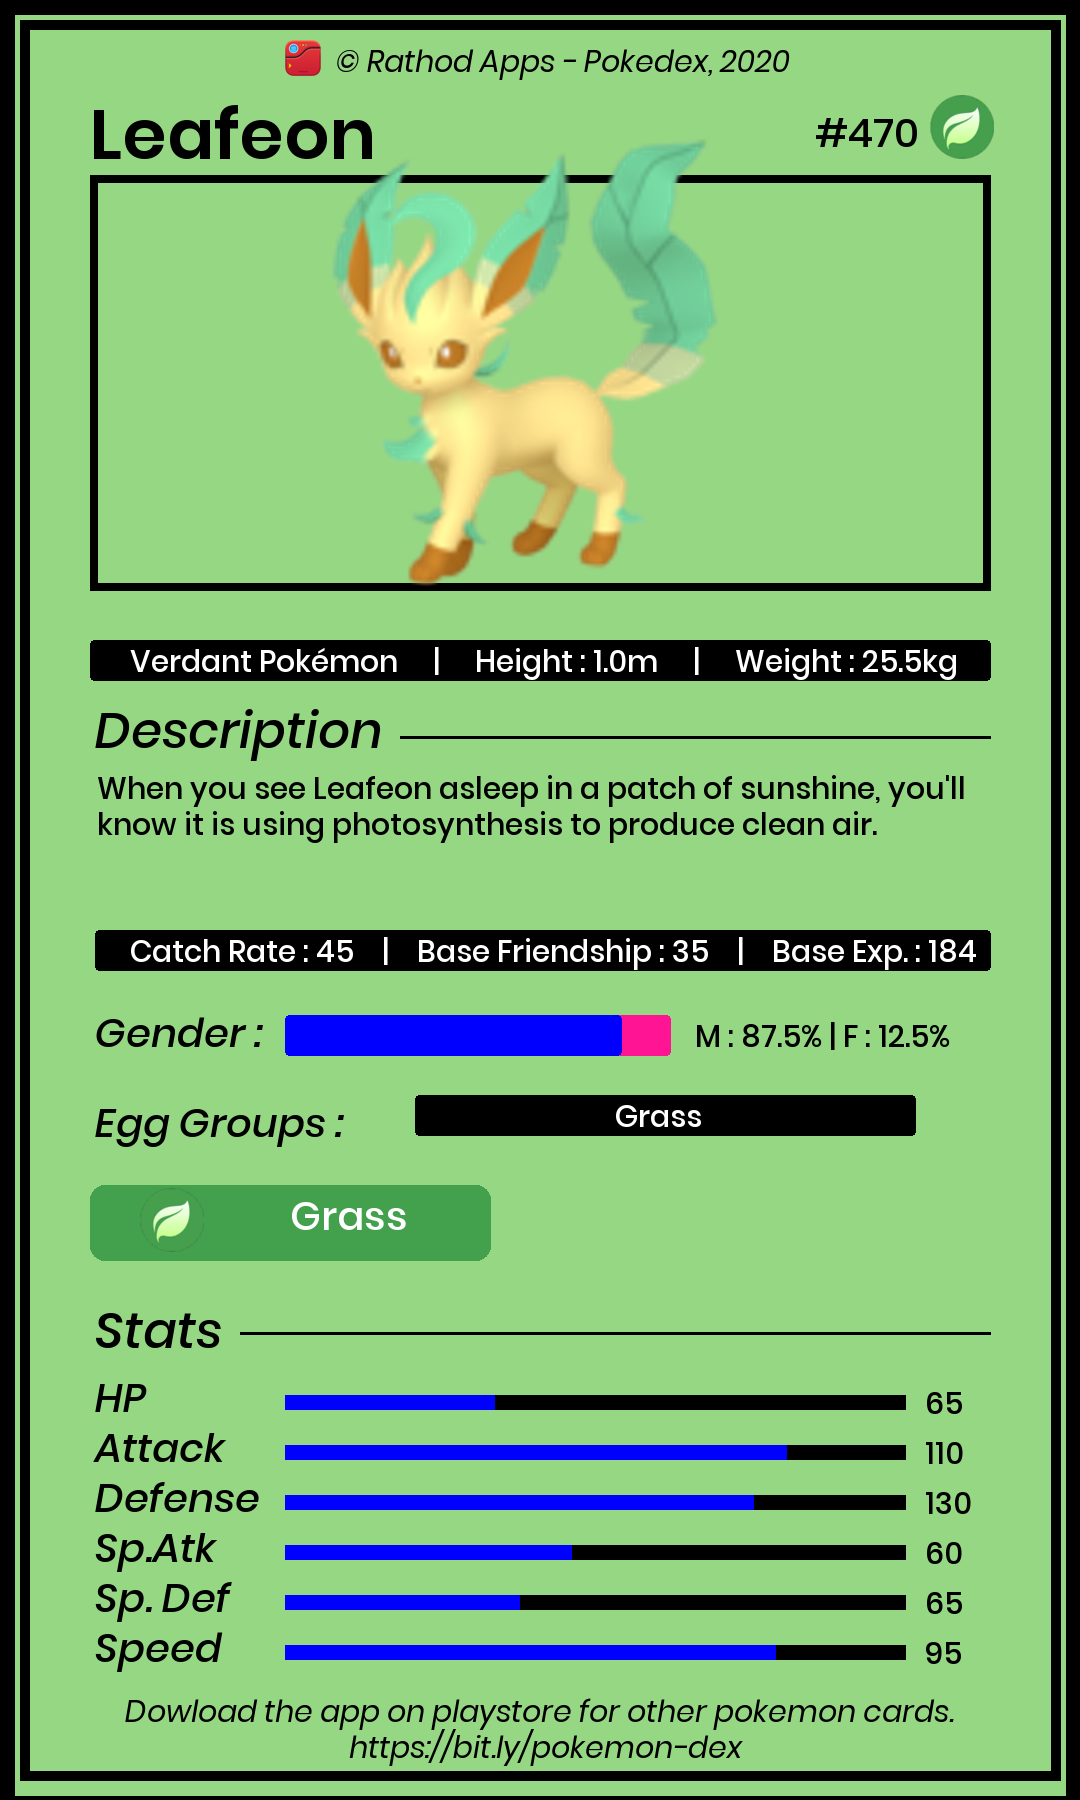 © Rathod Apps - Pokedex, 2020
Leafeon
#470
Verdant Pokémon | Height : 1.0m | Weight : 25.5kg
Description
When you see Leafeon asleep in a patch of sunshine, you'll
know it is using photosynthesis to produce clean air.
Catch Rate : 45 | Base Friendship : 35 | Base Exp. : 184
Gender : M : 87.5% | F : 12.5%
Egg Groups : Grass
Grass
Stats
HP 65
Attack 110
Defense 130
Sp.Atk 60
Sp. Def 65
Speed 95
Dowload the app on playstore for other pokemon cards.
https://bit.ly/pokemon-dex